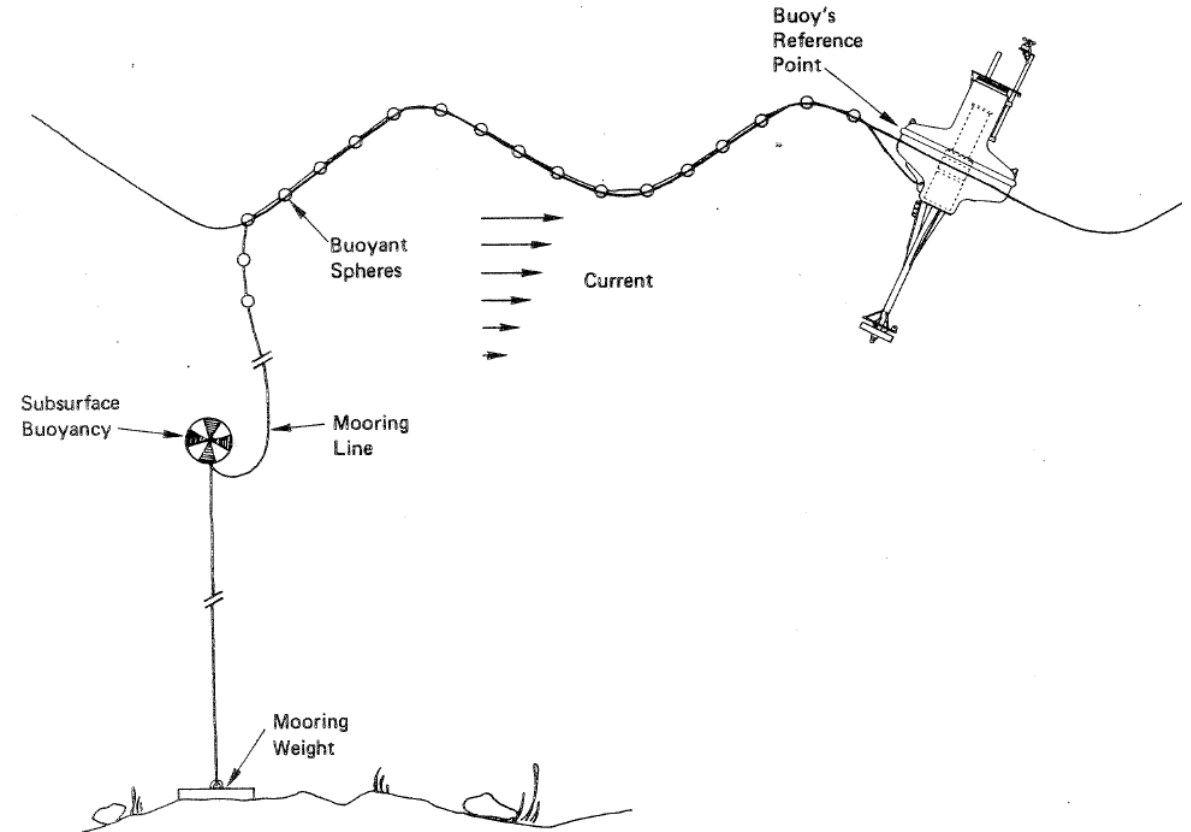 Buoy's
Reference
Point
Buoyant
Spheres
Current
Subsurface
Buoyancy
Mooring
Line
Mooring
Weight